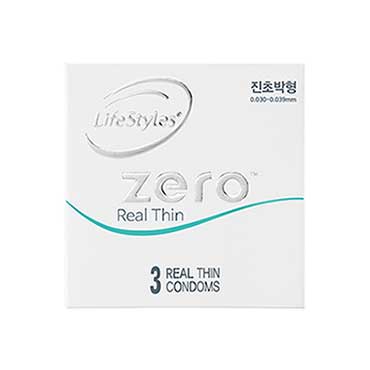 진초박형
0.030~0.039mm
LifeStyles®
zero™
Real Thin
3 REAL THIN
CONDOMS